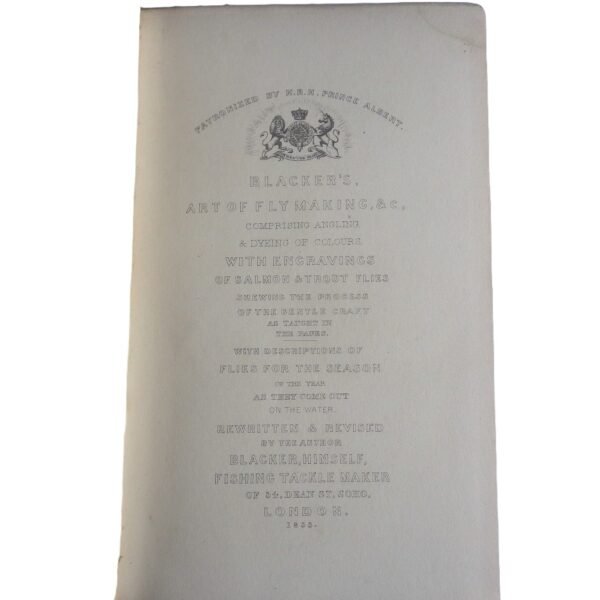 PATRONIZED BY H.R.H. PRINCE ALBERT.
BLACKER'S,
ART OF FLY MAKING, &c,
COMPRISING ANGLING
& DYEING OF COLOURS
WITH ENGRAVINGS
OF SALMON & TROUT FLIES
SHEWING THE PROCESS
OF THE GENTLE CRAFT
AS TAUGHT IN
THE PAGES.
WITH DESCRIPTIONS OF
FLIES FOR THE SEASON
OF THE YEAR
AS THEY COME OUT
ON THE WATER
REWRITTEN & REVISED
BY THE AUTHOR
BLACKER, HIMSELF,
FISHING TACKLE MAKER
OF 54, DEAN ST, SOHO,
LONDON.
1855.